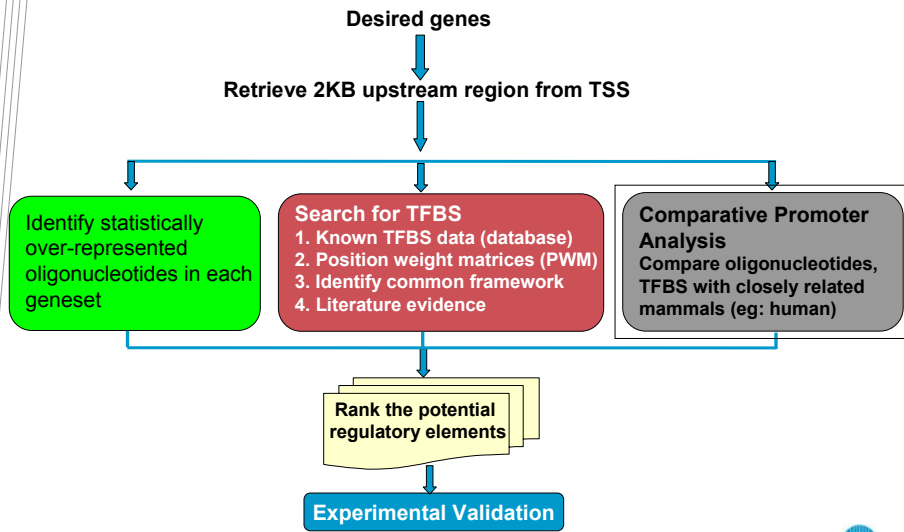 Desired genes
Retrieve 2KB upstream region from TSS
Identify statistically
over-represented
oligonucleotides in each
geneset
Search for TFBS
1. Known TFBS data (database)
2. Position weight matrices (PWM)
3. Identify common framework
4. Literature evidence
Comparative Promoter
Analysis
Compare oligonucleotides,
TFBS with closely related
mammals (eg: human)
Rank the potential
regulatory elements
Experimental Validation